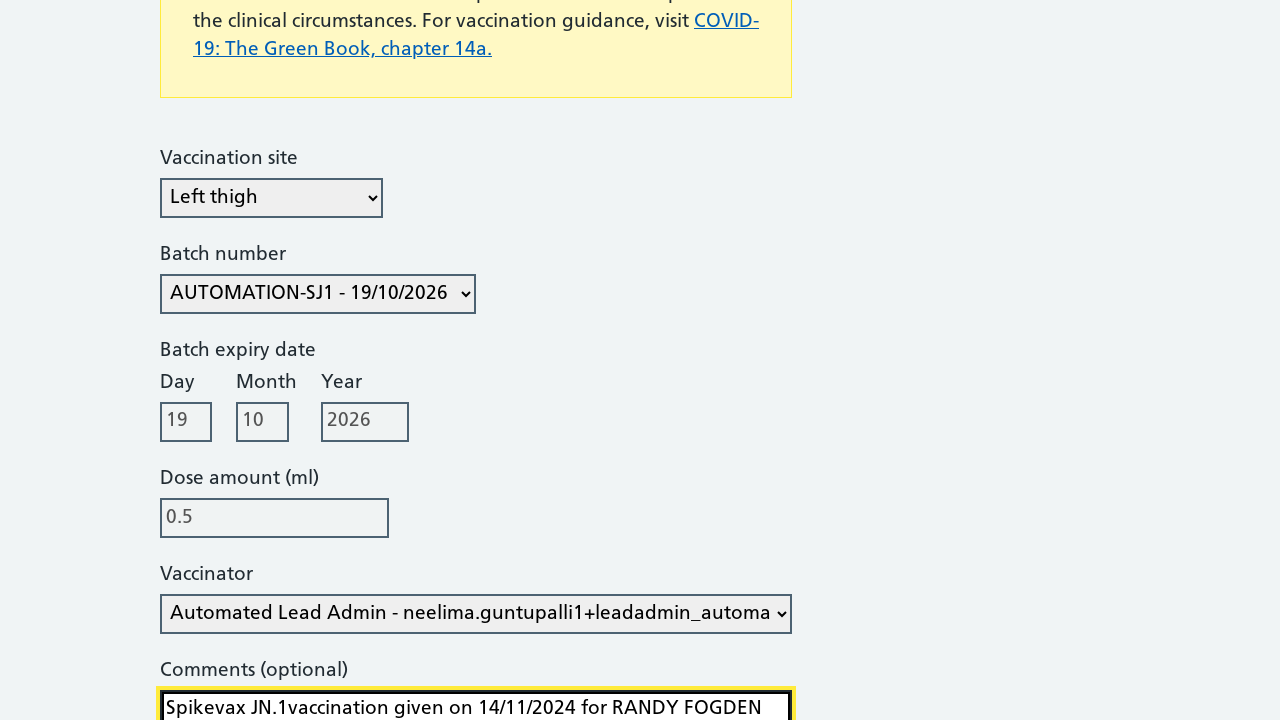 the clinical circumstances. For vaccination guidance, visit COVID-
19: The Green Book, chapter 14a.
Vaccination site
Left thigh
Batch number
AUTOMATION-SJ1 - 19/10/2026
Batch expiry date
Day Month Year
19 10 2026
Dose amount (ml)
0.5
Vaccinator
Automated Lead Admin - neelima.guntupalli1+leadadmin_automa
Comments (optional)
Spikevax JN.1vaccination given on 14/11/2024 for RANDY FOGDEN